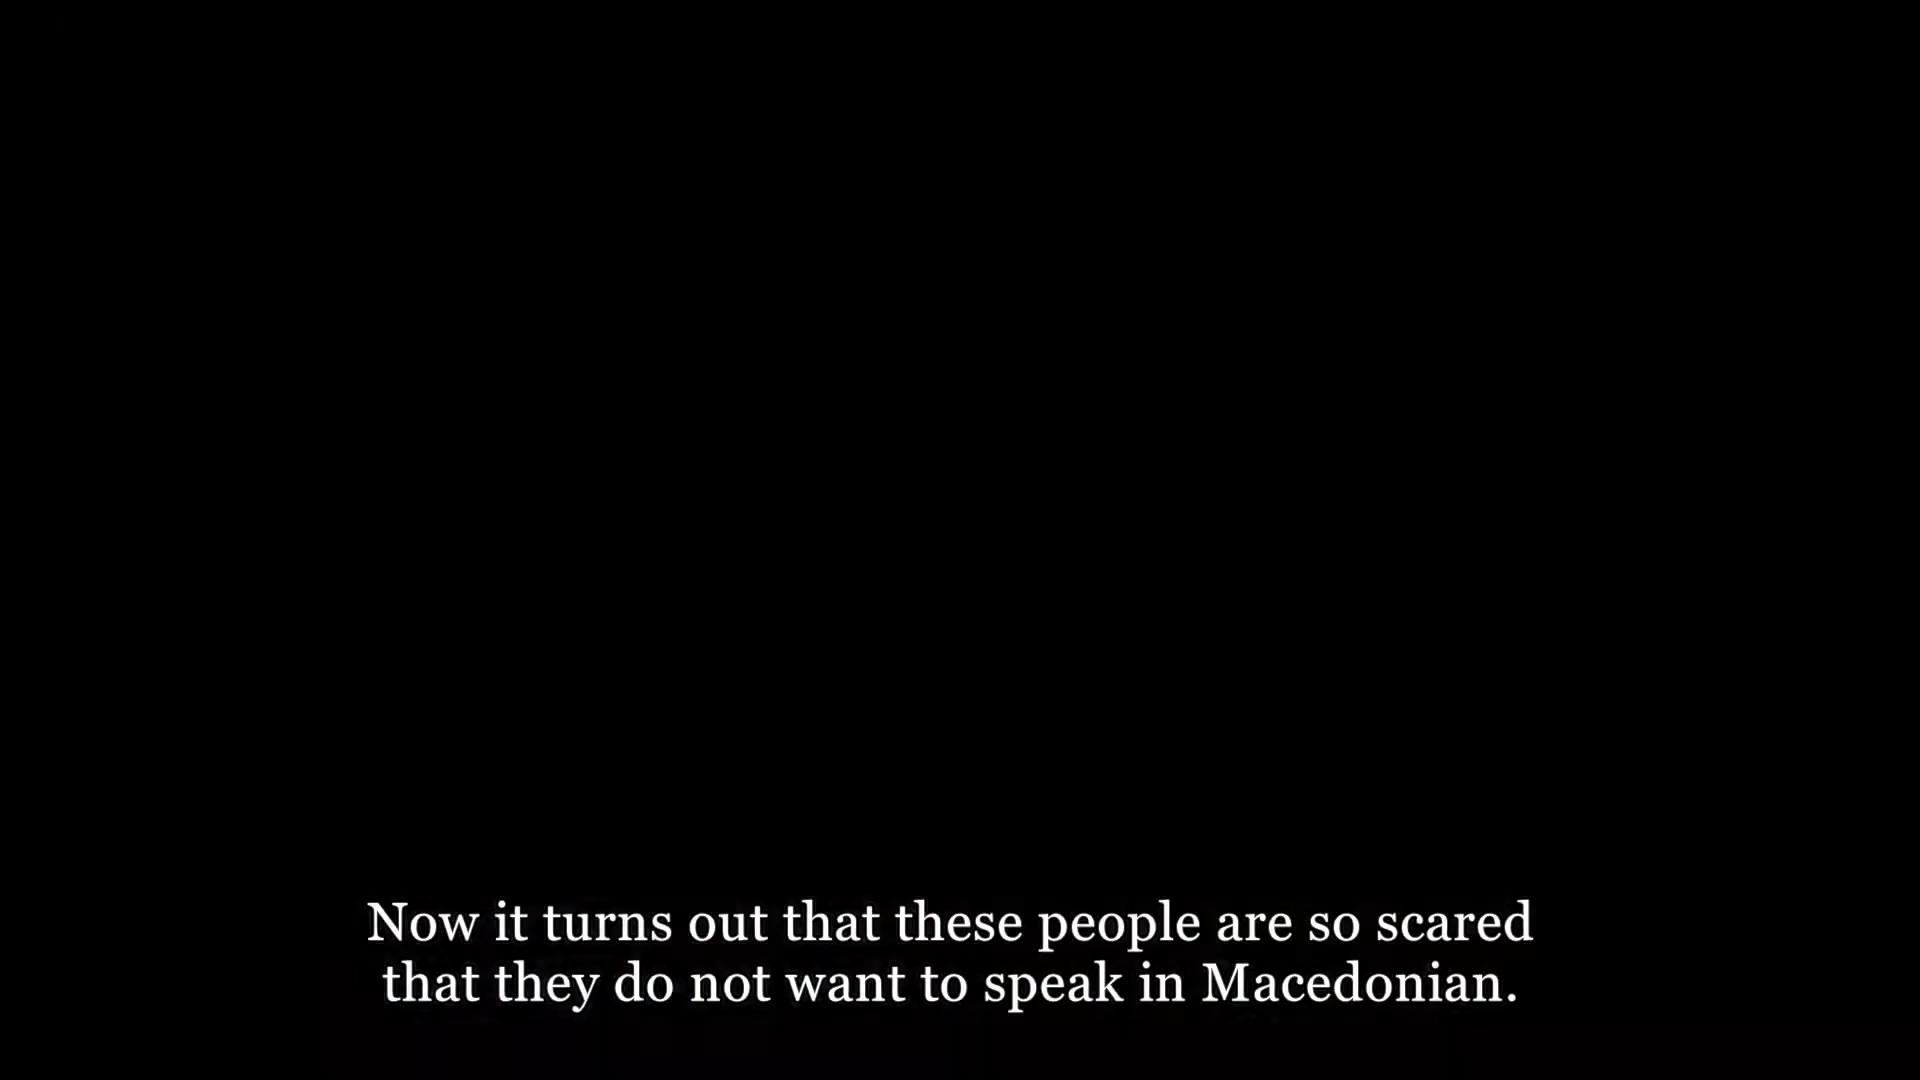 Now it turns out that these people are so scared
that they do not want to speak in Macedonian.